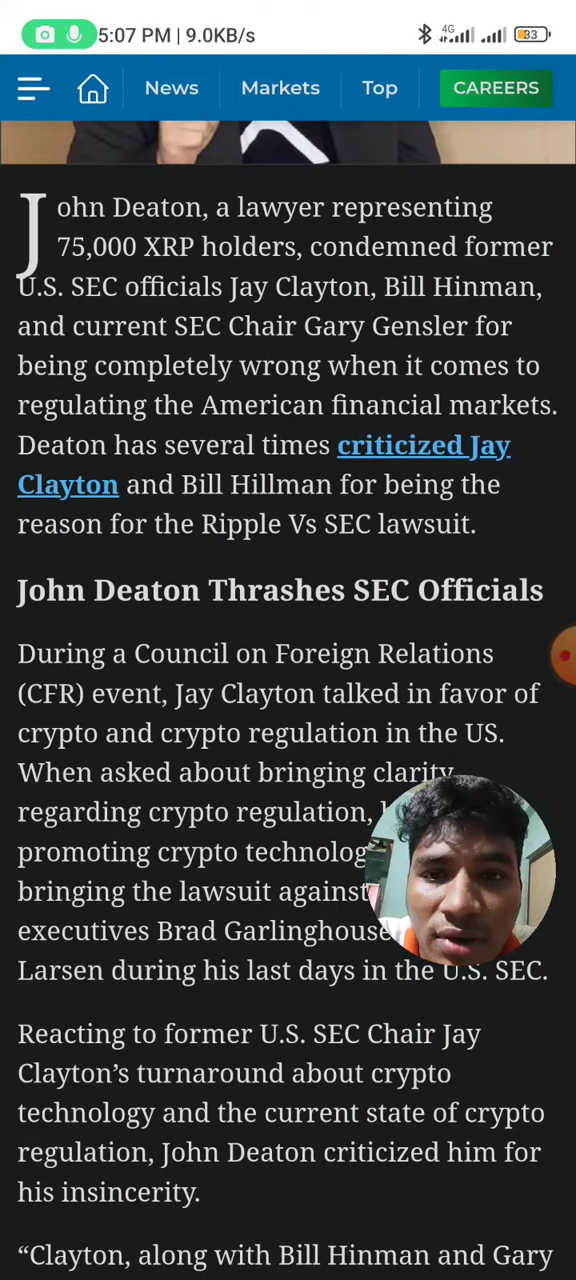 5:07 PM | 9.0KB/s 4G 33
News Markets Top CAREERS
John Deaton, a lawyer representing
75,000 XRP holders, condemned former
U.S. SEC officials Jay Clayton, Bill Hinman,
and current SEC Chair Gary Gensler for
being completely wrong when it comes to
regulating the American financial markets.
Deaton has several times criticized Jay
Clayton and Bill Hillman for being the
reason for the Ripple Vs SEC lawsuit.
John Deaton Thrashes SEC Officials
During a Council on Foreign Relations
(CFR) event, Jay Clayton talked in favor of
crypto and crypto regulation in the US.
When asked about bringing clarity
regarding crypto regulation,
promoting crypto
bringing the lawsuit against
executives Brad Garlinghouse
Larsen during his last days in the U.S. SEC.
Reacting to former U.S. SEC Chair Jay
Clayton’s turnaround about crypto
technology and the current state of crypto
regulation, John Deaton criticized him for
his insincerity.
“Clayton, along with Bill Hinman and Gary